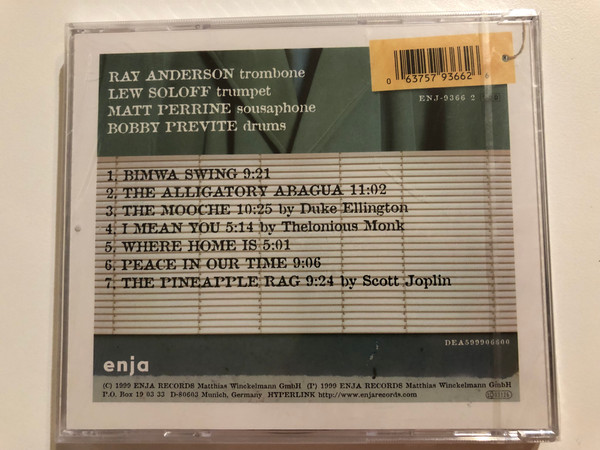 RAY ANDERSON trombone
LEW SOLOFF trumpet
MATT PERRINE sousaphone
BOBBY PREVITE drums
0 63757 93662
ENJ-9366 2
1, BIMWA SWING 9:21
2, THE ALLIGATORY ABAGUA 11:02
3, THE MOOCHE 10:25 by Duke Ellington
4, I MEAN YOU 5:14 by Thelonious Monk
5, WHERE HOME IS 5:01
6, PEACE IN OUR TIME 9:06
7, THE PINEAPPLE RAG 9:24 by Scott Joplin
DEA599906600
enja
(C) 1999 ENJA RECORDS Matthias Winckelmann GmbH (P) 1999 ENJA RECORDS Matthias Winckelmann GmbH
P.O. Box 19 03 33 D-80603 Munich, Germany HYPERLINK http://www.enjarecords.com